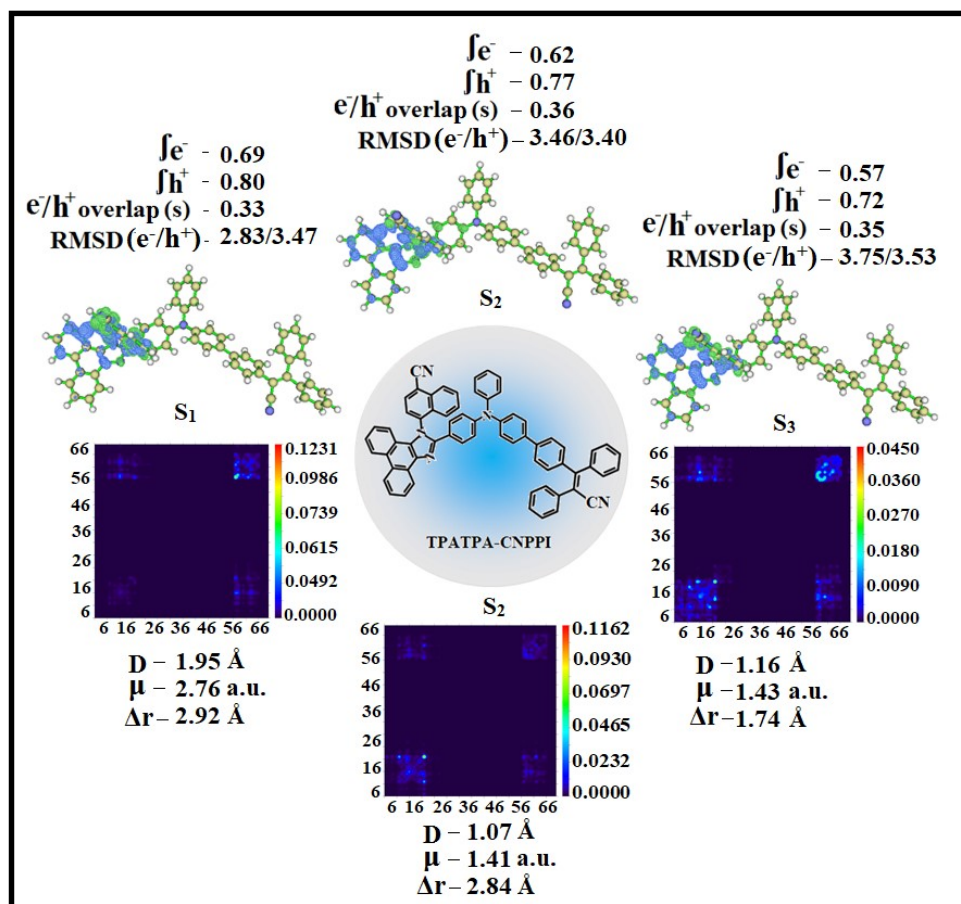 ∫e⁻ – 0.62
∫h⁺ – 0.77
e⁻/h⁺ overlap (s) – 0.36
RMSD (e⁻/h⁺) – 3.46/3.40
S₂
∫e⁻ - 0.69
∫h⁺ - 0.80
e⁻/h⁺ overlap (s) - 0.33
RMSD (e⁻/h⁺) - 2.83/3.47
S₁
∫e⁻ – 0.57
∫h⁺ – 0.72
e⁻/h⁺ overlap (s) – 0.35
RMSD (e⁻/h⁺) – 3.75/3.53
S₃
CN
N
N
N
CN
TPATPA-CNPPI
66
56
46
36
26
16
6
6 16 26 36 46 56 66
0.1231
0.0986
0.0739
0.0615
0.0492
0.0000
D – 1.95 Å
μ – 2.76 a.u.
Δr – 2.92 Å
S₂
66
56
46
36
26
16
6
6 16 26 36 46 56 66
0.1162
0.0930
0.0697
0.0465
0.0232
0.0000
D – 1.07 Å
μ – 1.41 a.u.
Δr – 2.84 Å
66
56
46
36
26
16
6
6 16 26 36 46 56 66
0.0450
0.0360
0.0270
0.0180
0.0090
0.0000
D – 1.16 Å
μ – 1.43 a.u.
Δr – 1.74 Å